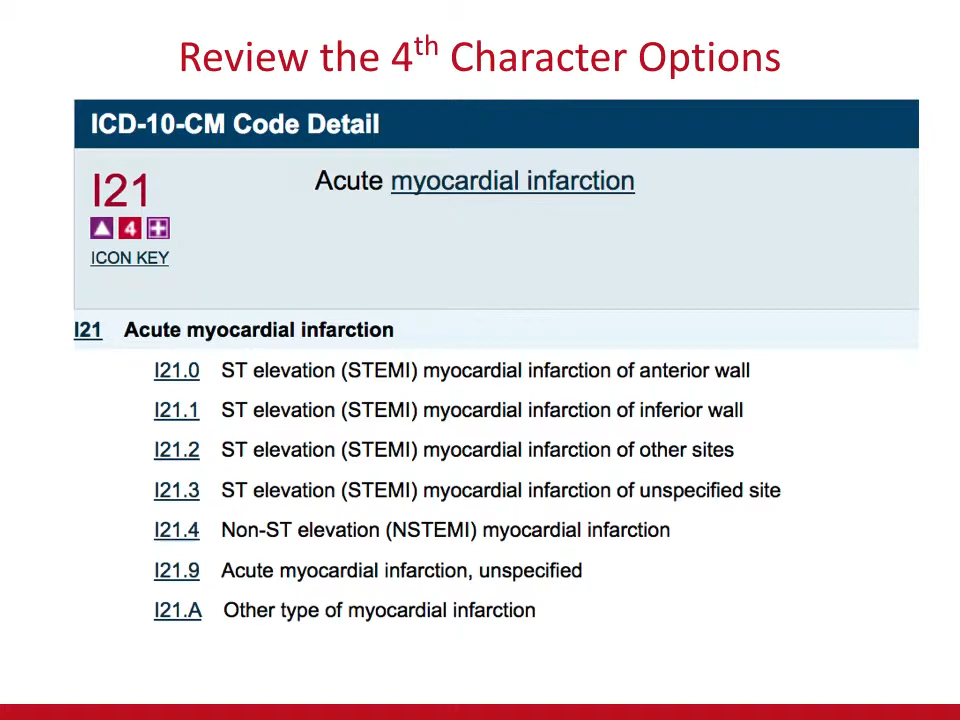 Review the 4th Character Options
ICD-10-CM Code Detail
I21 Acute myocardial infarction
4
ICON KEY
I21 Acute myocardial infarction
I21.0 ST elevation (STEMI) myocardial infarction of anterior wall
I21.1 ST elevation (STEMI) myocardial infarction of inferior wall
I21.2 ST elevation (STEMI) myocardial infarction of other sites
I21.3 ST elevation (STEMI) myocardial infarction of unspecified site
I21.4 Non-ST elevation (NSTEMI) myocardial infarction
I21.9 Acute myocardial infarction, unspecified
I21.A Other type of myocardial infarction